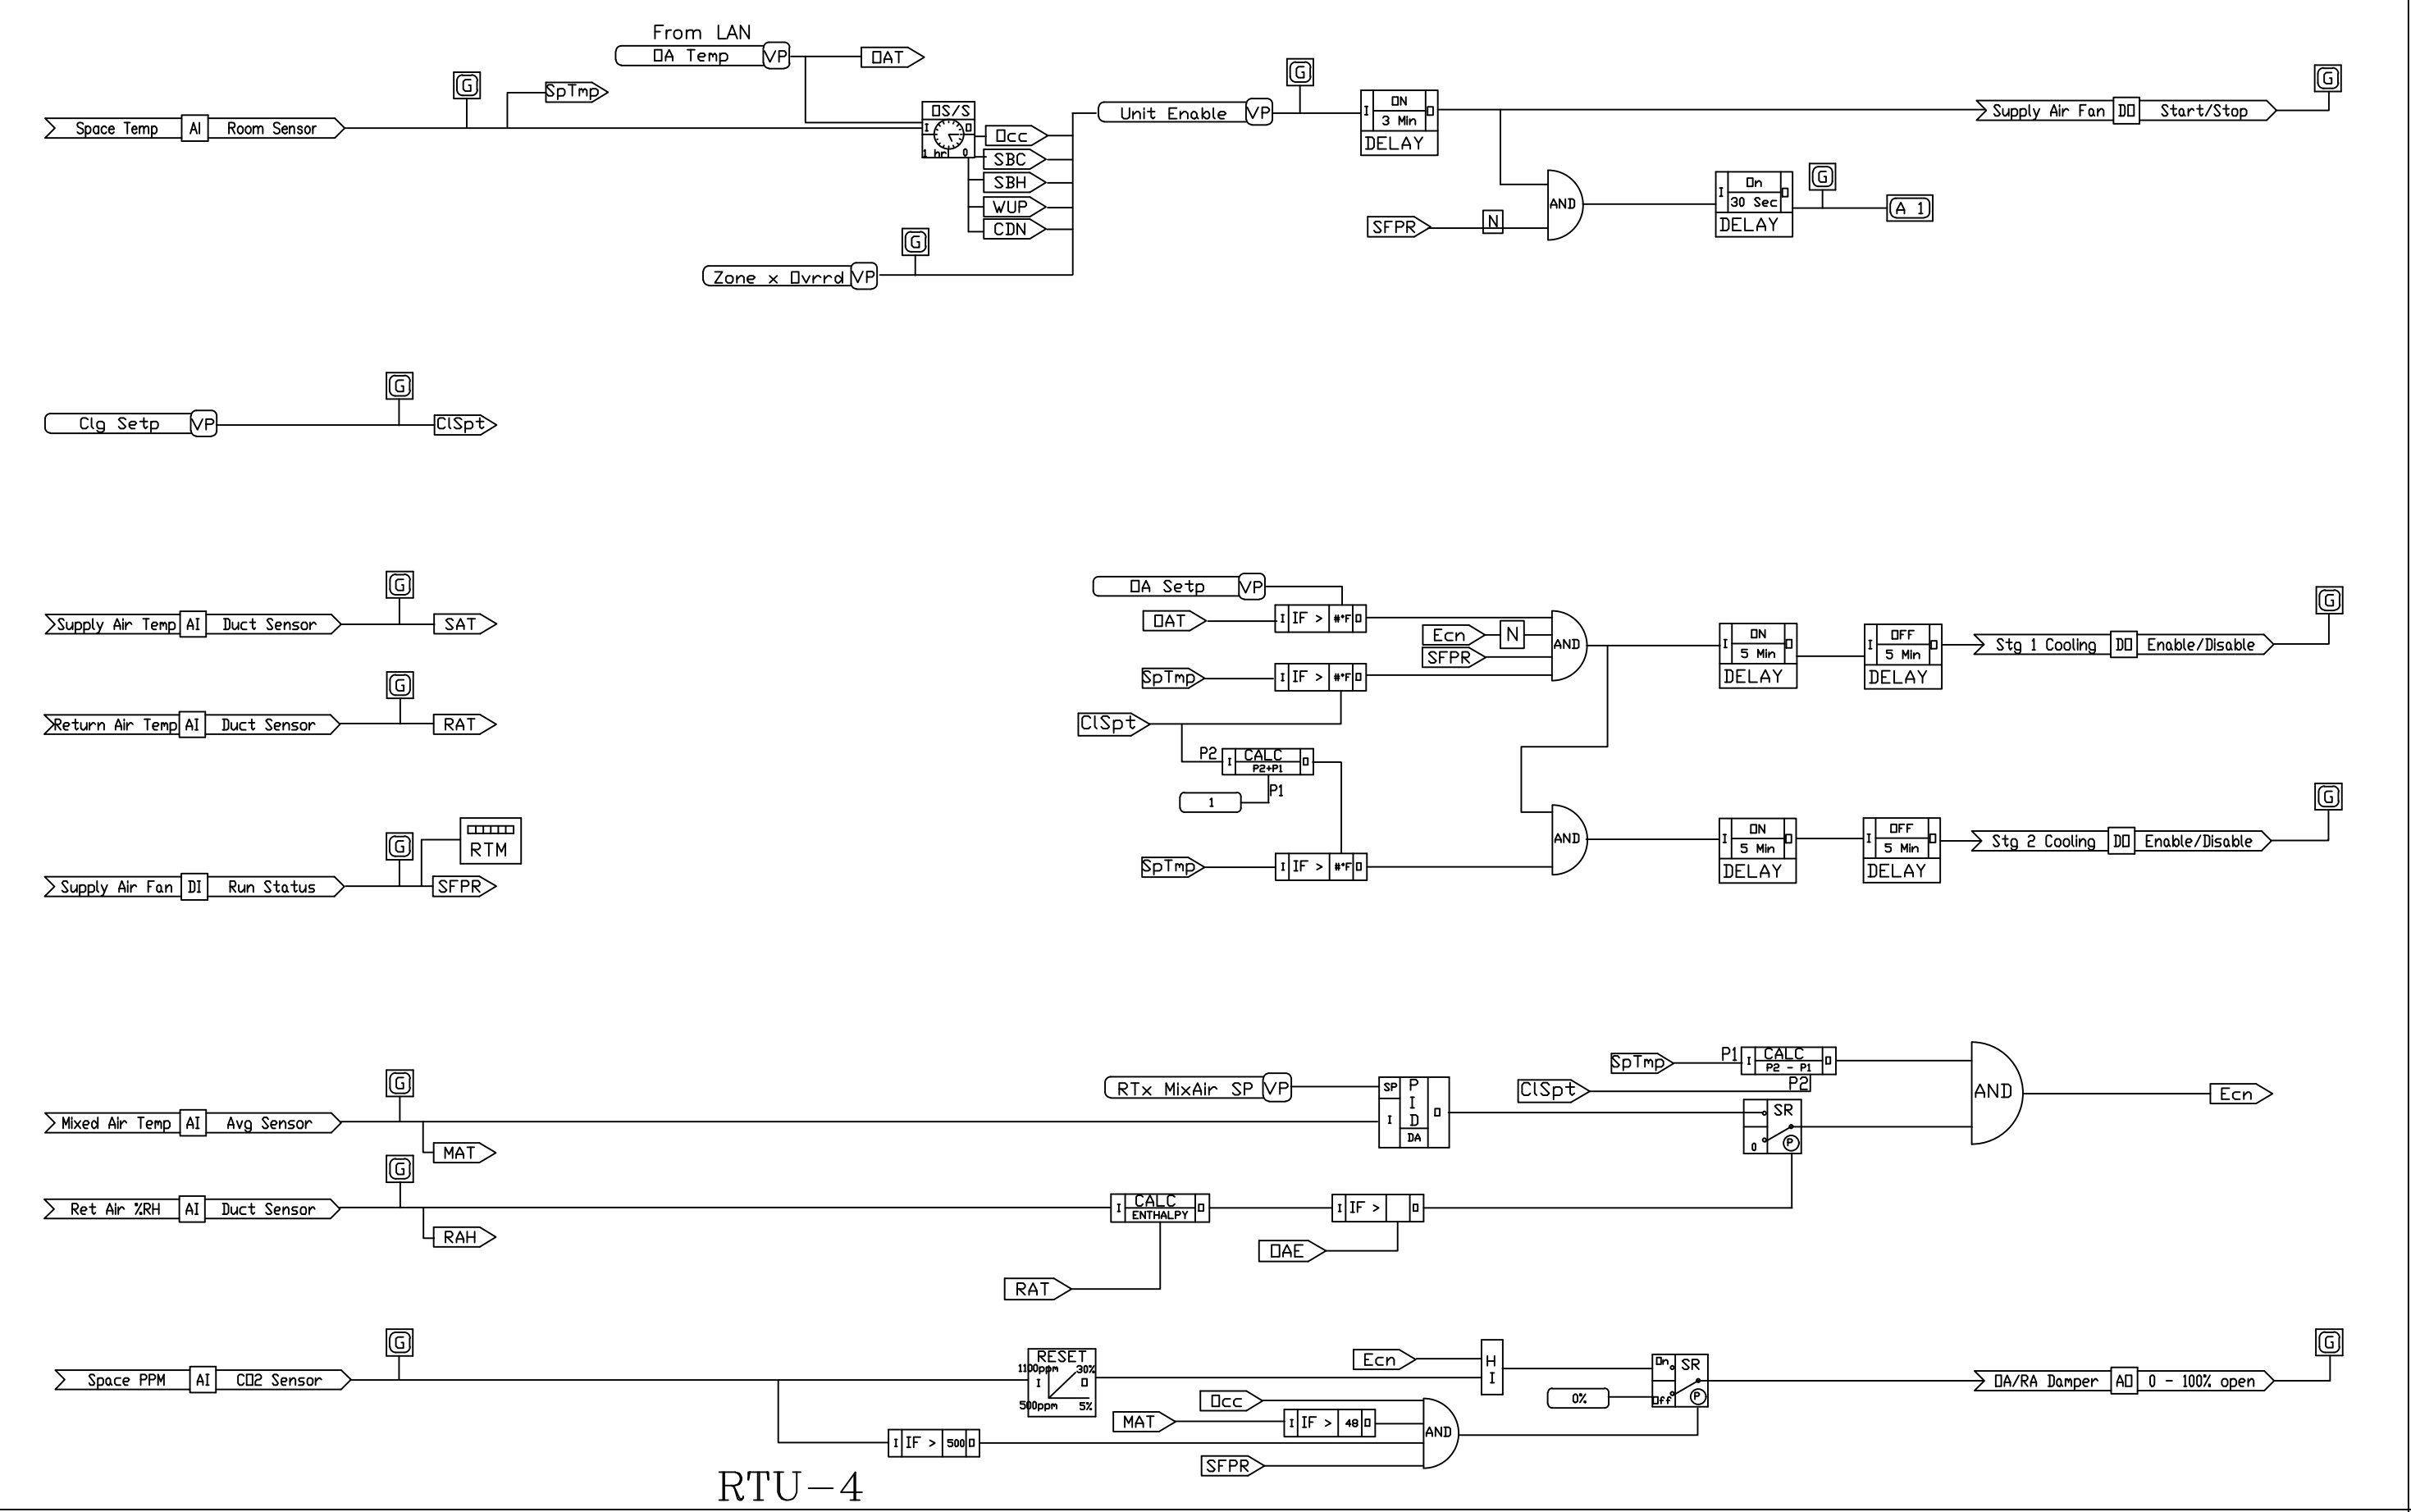 From LAN
OA Temp VP OAT
G
SpTmp
Space Temp AI Room Sensor
OS/S
I O
1 hr 0
Occ
SBC
SBH
WUP
CDN
G
Zone x Ovrrd VP
Unit Enable VP
G
I ON O
3 Min
DELAY
Supply Air Fan DO Start/Stop
G
SFPR N
AND
I On O
30 Sec
DELAY
G
A 1
G
Clg Setp VP ClSpt
G
Supply Air Temp AI Duct Sensor SAT
G
Return Air Temp AI Duct Sensor RAT
G
RTM
Supply Air Fan DI Run Status SFPR
OA Setp VP
OAT I IF > #°F O
Ecn N
SFPR
AND
SpTmp I IF > #°F O
ClSpt
P2 I CALC O
P2+P1
1 P1
SpTmp I IF > #°F O
AND
I ON O
5 Min
DELAY
I OFF O
5 Min
DELAY
Stg 1 Cooling DO Enable/Disable
G
I ON O
5 Min
DELAY
I OFF O
5 Min
DELAY
Stg 2 Cooling DO Enable/Disable
G
G
Mixed Air Temp AI Avg Sensor
MAT
RTx MixAir SP VP
SP P
I I O
D
DA
SpTmp P1 I CALC O
P2 - P1
ClSpt P2
SR
0 P
AND
Ecn
G
Ret Air %RH AI Duct Sensor
RAH
I CALC O
ENTHALPY
RAT
I IF > O
OAE
G
Space PPM AI CO2 Sensor
RESET
1100ppm 30%
I O
500ppm 5%
Ecn
H
I
Occ
MAT I IF > 48 O
I IF > 500 O
SFPR
AND
0%
On SR
Off P
OA/RA Damper AO 0 - 100% open
G
RTU-4